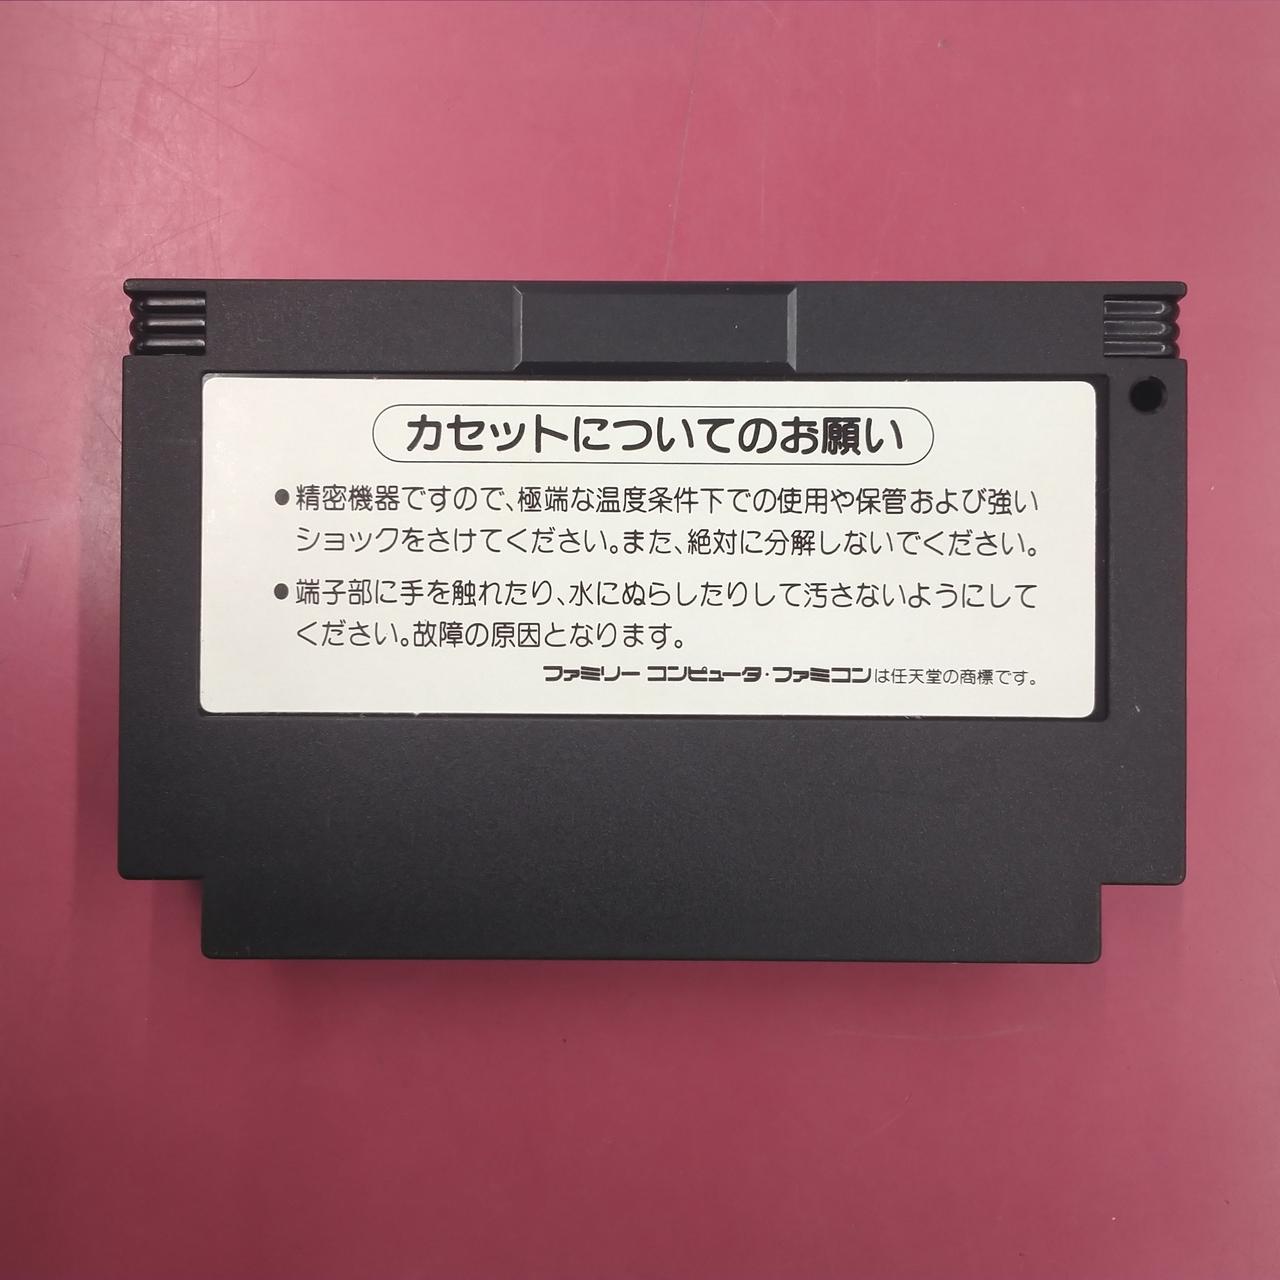 カセットについてのお願い
●精密機器ですので、極端な温度条件下での使用や保管および強い
ショックをさけてください。また、絶対に分解しないでください。
●端子部に手を触れたり、水にぬらしたりして汚さないようにして
ください。故障の原因となります。
ファミリー コンピュータ・ファミコンは任天堂の商標です。